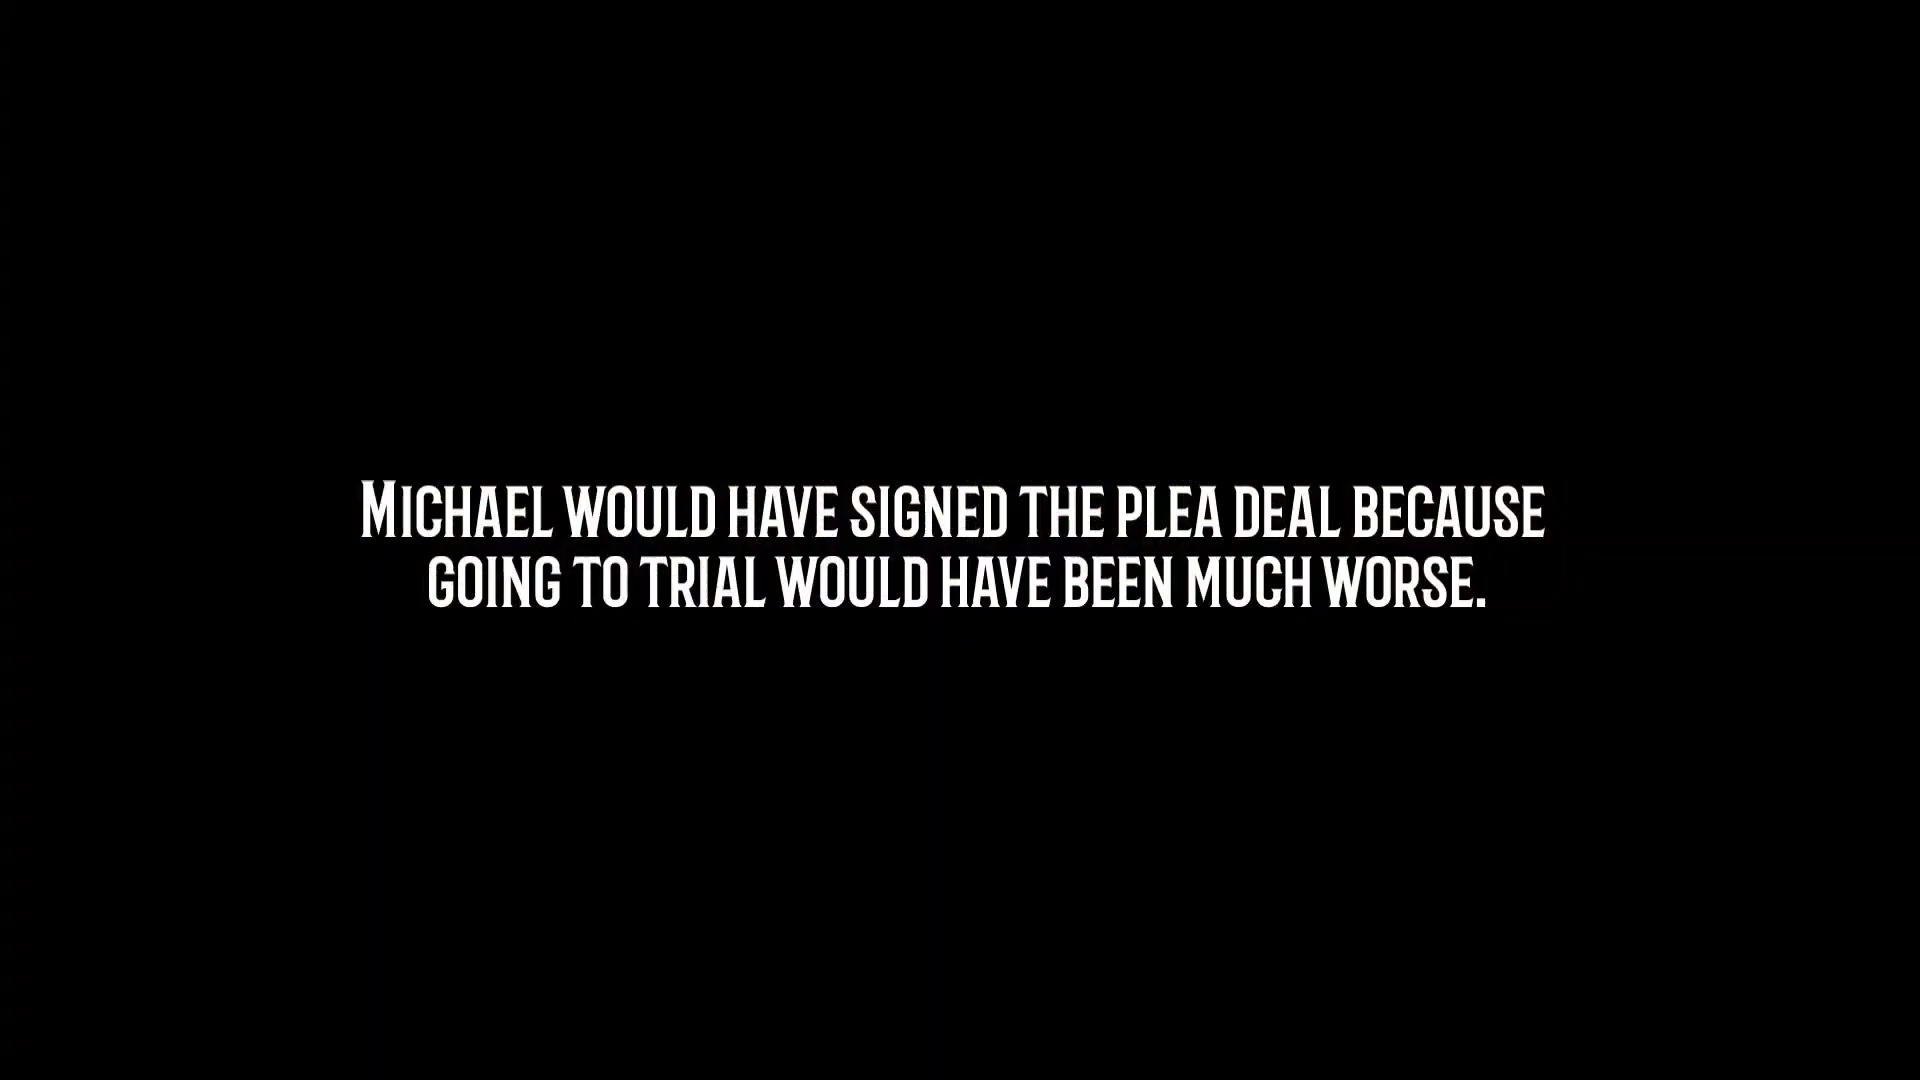 Michael would have signed the plea deal because
going to trial would have been much worse.